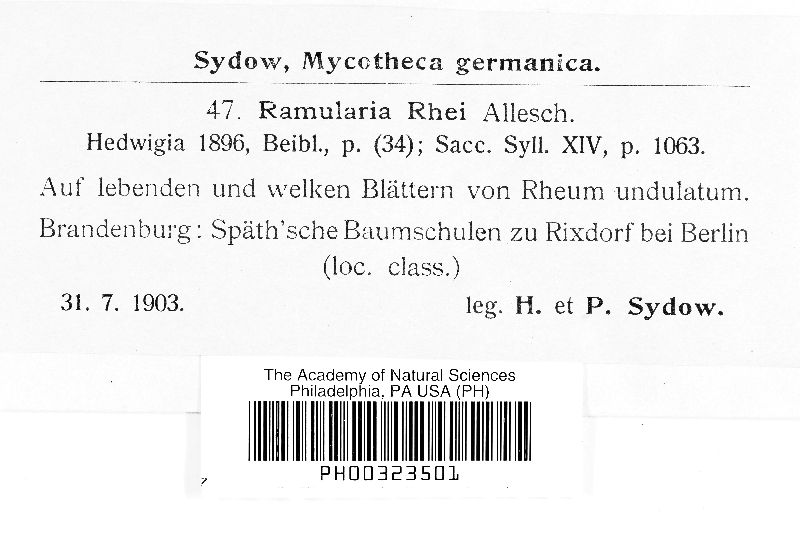 Sydow, Mycotheca germanica.
47. Ramularia Rhei Allesch.
Hedwigia 1896, Beibl., p. (34); Sacc. Syll. XIV, p. 1063.
Auf lebenden und welken Blättern von Rheum undulatum.
Brandenburg: Späth'sche Baumschulen zu Rixdorf bei Berlin
(loc. class.)
31. 7. 1903. leg. H. et P. Sydow.
The Academy of Natural Sciences
Philadelphia, PA USA (PH)
PH00323501